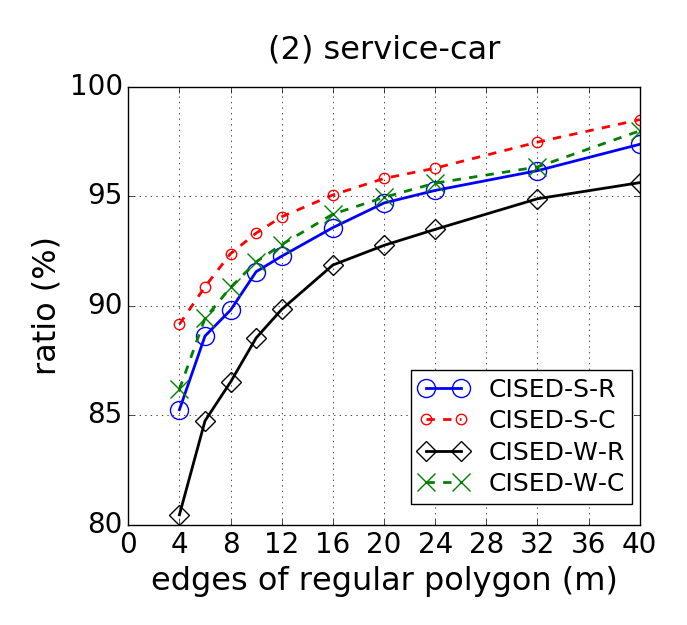 (2) service-car
100
95
90
85
80
ratio (%)
CISED-S-R
CISED-S-C
CISED-W-R
CISED-W-C
0 4 8 12 16 20 24 28 32 36 40
edges of regular polygon (m)